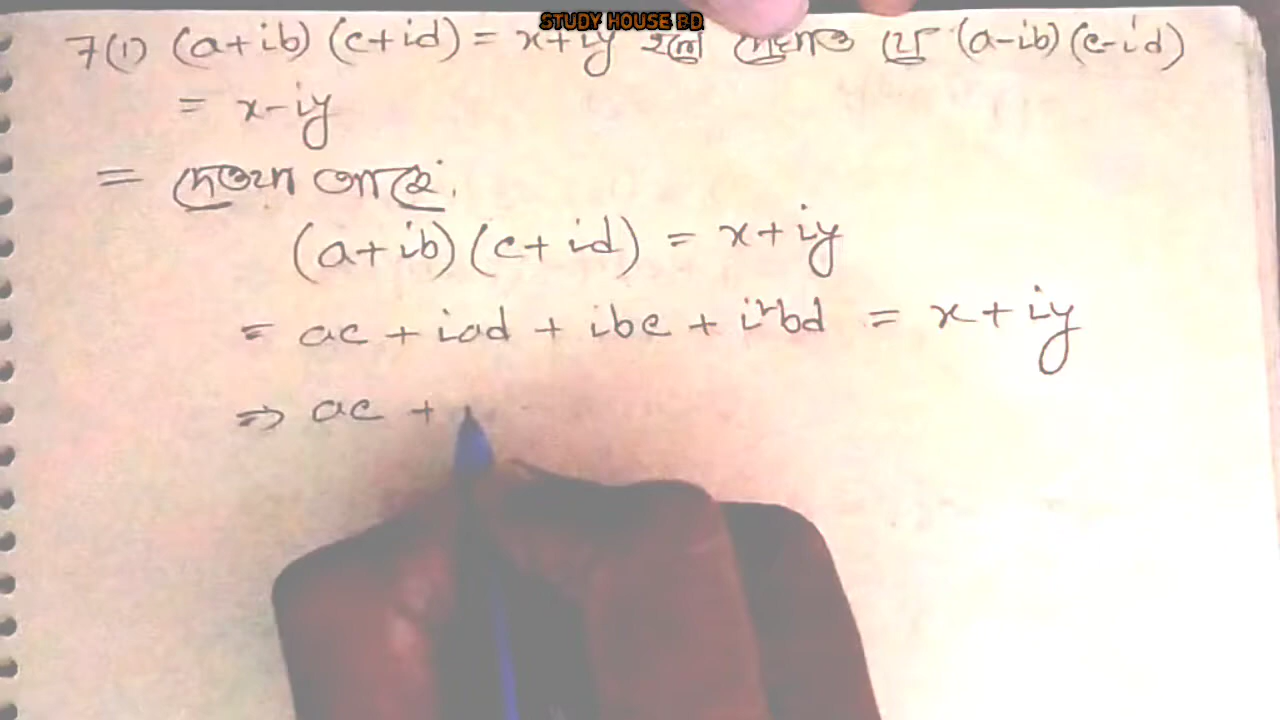 STUDY HOUSE BD
7(1) (a+ib)(c+id) = x+iy হলে দেখাও যে (a-ib)(c-id)
= x-iy
= দেওয়া আছে.
(a+ib)(c+id) = x+iy
= ac + iad + ibc + i²bd = x+iy
⇒ ac +